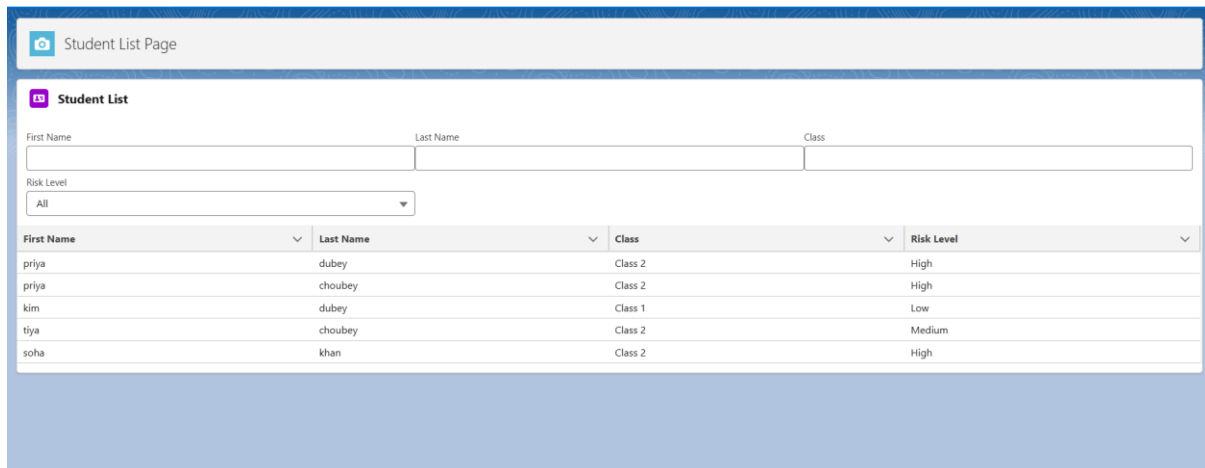 Student List Page
Student List
First Name Last Name Class
Risk Level
All
First Name Last Name Class Risk Level
priya dubey Class 2 High
priya choubey Class 2 High
kim dubey Class 1 Low
tiya choubey Class 2 Medium
soha khan Class 2 High